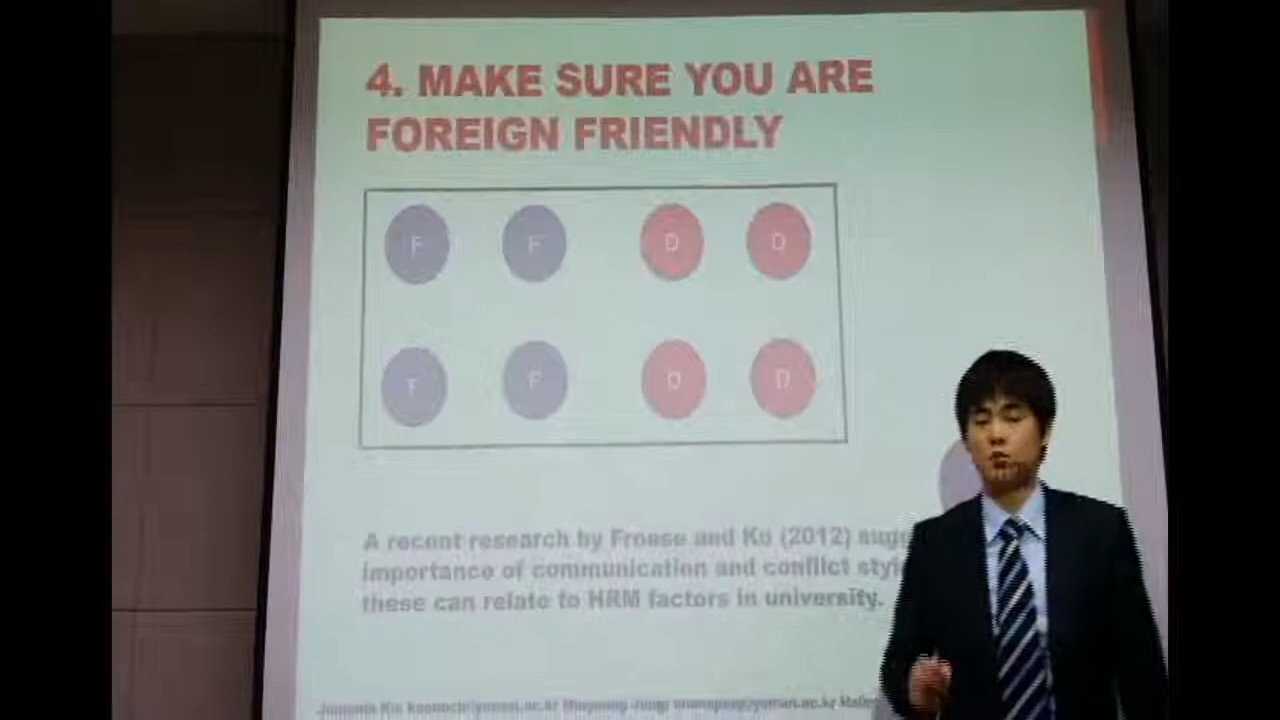 4. MAKE SURE YOU ARE
FOREIGN FRIENDLY
F F D D
F F D D
A recent research by Froese and Ko (2012)
importance of communication and conflict
these can relate to HRM factors in university.